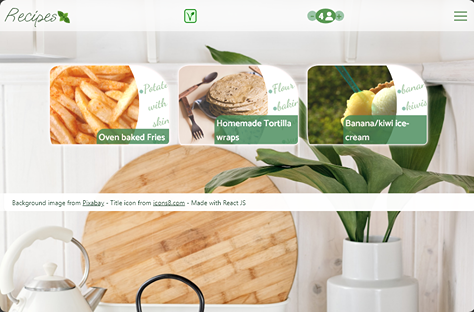 Recipes
V
- 4 +
•Potato
with
skin
Oven baked Fries
•Flour
•baking
Homemade Tortilla
wraps
•banana
•kiwis
Banana/kiwi ice-
cream
Background image from Pixabay - Title icon from icons8.com - Made with React JS